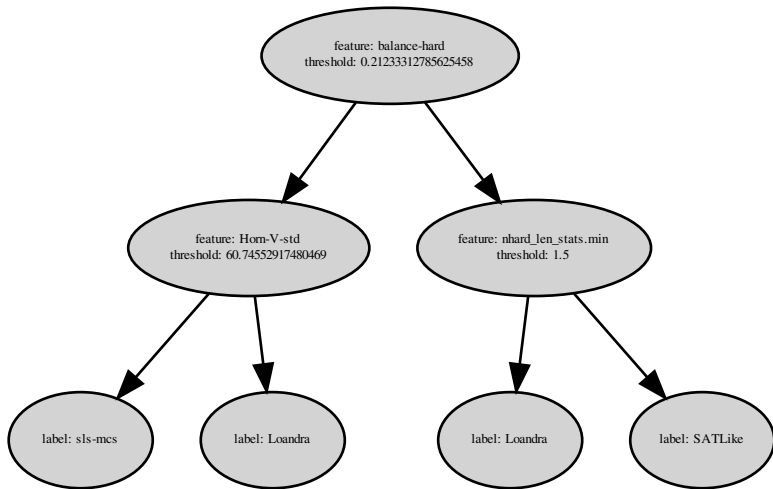 feature: balance-hard
threshold: 0.21233312785625458
feature: Horn-V-std
threshold: 60.74552917480469
feature: nhard_len_stats.min
threshold: 1.5
label: sls-mcs
label: Loandra
label: Loandra
label: SATLike